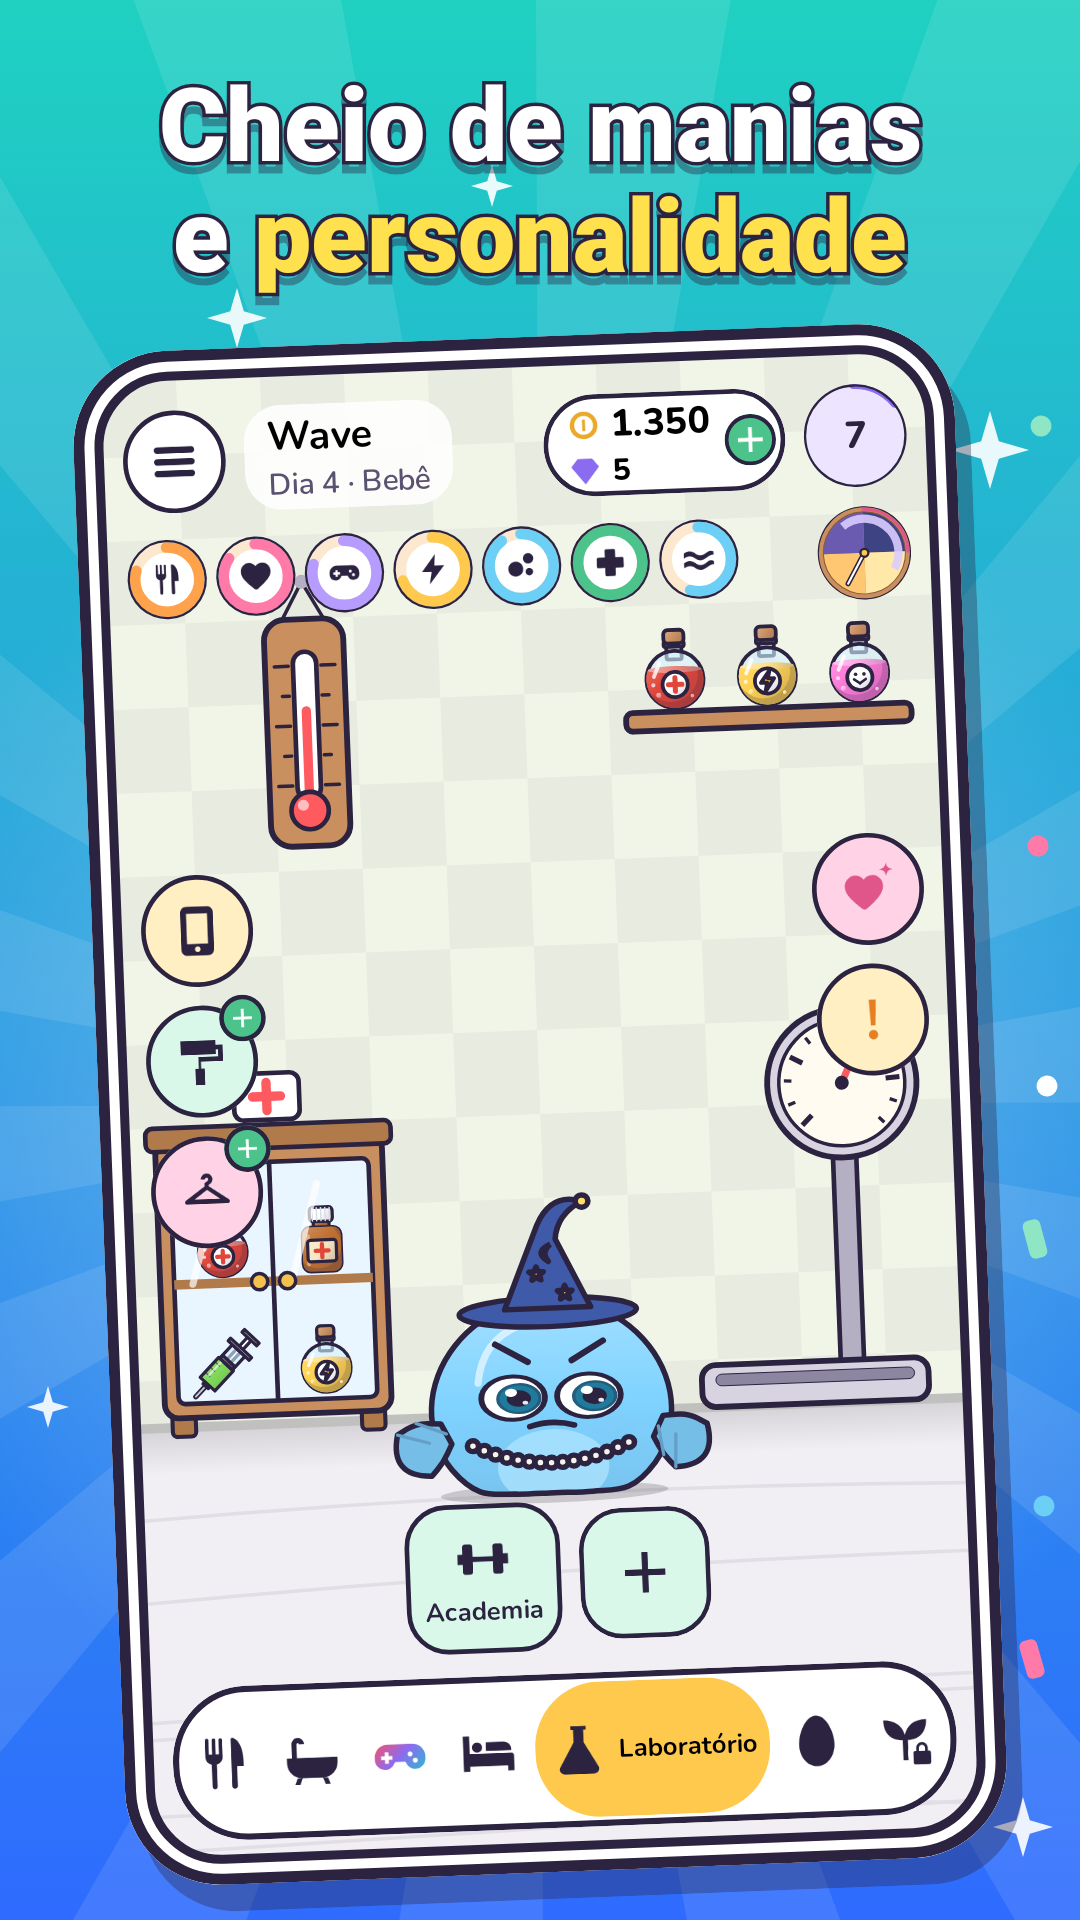 Cheio de manias
e personalidade
Wave
Dia 4 · Bebê
1.350
5
7
!
Academia
Laboratório